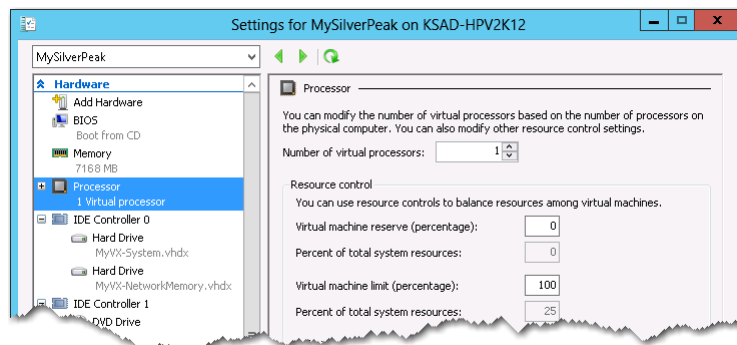 Settings for MySilverPeak on KSAD-HPV2K12
MySilverPeak
Hardware
Add Hardware
BIOS
Boot from CD
Memory
7168 MB
Processor
1 Virtual processor
IDE Controller 0
Hard Drive
MyVX-System.vhdx
Hard Drive
MyVX-NetworkMemory.vhdx
IDE Controller 1
DVD Drive
Processor
You can modify the number of virtual processors based on the number of processors on
the physical computer. You can also modify other resource control settings.
Number of virtual processors: 1
Resource control
You can use resource controls to balance resources among virtual machines.
Virtual machine reserve (percentage): 0
Percent of total system resources: 0
Virtual machine limit (percentage): 100
Percent of total system resources: 25